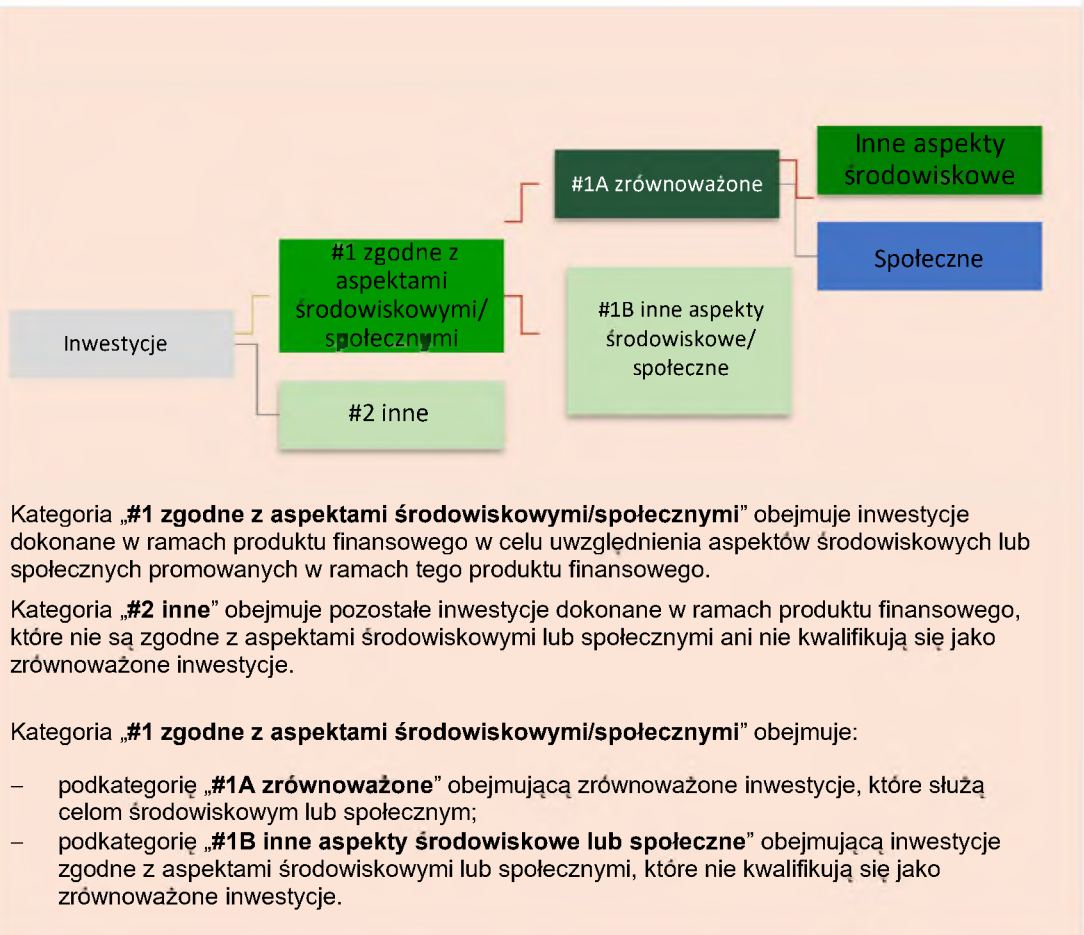 Inwestycje
#1 zgodne z
aspektami
środowiskowymi/
społecznymi
#2 inne
#1A zrównoważone
#1B inne aspekty
środowiskowe/
społeczne
Inne aspekty
środowiskowe
Społeczne
Kategoria „#1 zgodne z aspektami środowiskowymi/społecznymi” obejmuje inwestycje
dokonane w ramach produktu finansowego w celu uwzględnienia aspektów środowiskowych lub
społecznych promowanych w ramach tego produktu finansowego.
Kategoria „#2 inne” obejmuje pozostałe inwestycje dokonane w ramach produktu finansowego,
które nie są zgodne z aspektami środowiskowymi lub społecznymi ani nie kwalifikują się jako
zrównoważone inwestycje.
Kategoria „#1 zgodne z aspektami środowiskowymi/społecznymi” obejmuje:
– podkategorię „#1A zrównoważone” obejmującą zrównoważone inwestycje, które służą
celom środowiskowym lub społecznym;
– podkategorię „#1B inne aspekty środowiskowe lub społeczne” obejmującą inwestycje
zgodne z aspektami środowiskowymi lub społecznymi, które nie kwalifikują się jako
zrównoważone inwestycje.